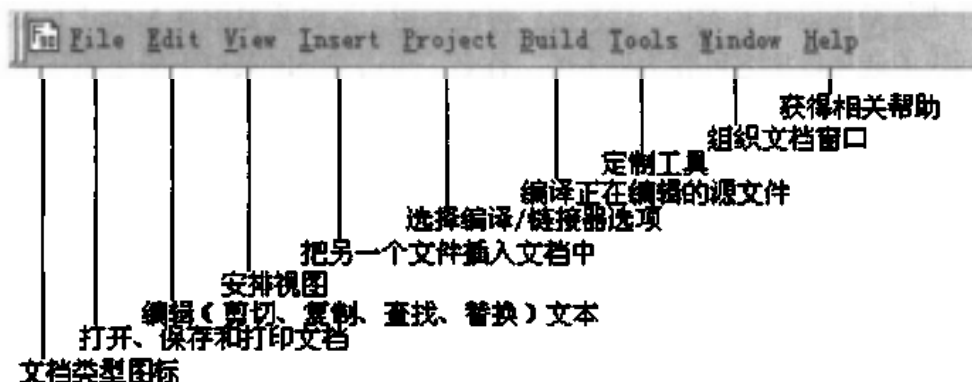 File Edit View Insert Project Build Tools Window Help
获得相关帮助
组织文档窗口
定制工具
编译正在编辑的源文件
选择编译/链接器选项
把另一个文件插入文档中
安排视图
编辑（剪切、复制、查找、替换）文本
打开、保存和打印文档
文档类型图标